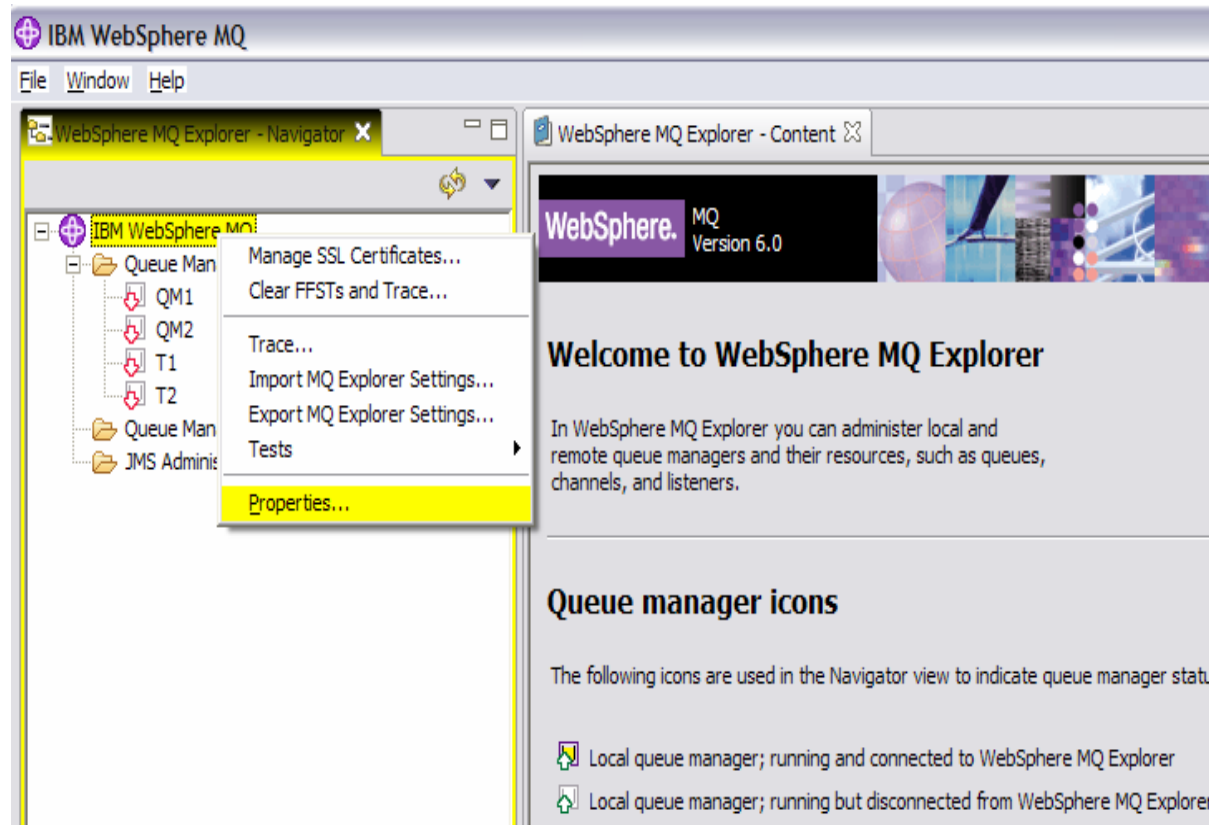 IBM WebSphere MQ
File Window Help
WebSphere MQ Explorer - Navigator
IBM WebSphere MQ
Queue Man
QM1
QM2
T1
T2
Queue Man
JMS Adminis
Manage SSL Certificates...
Clear FFSTs and Trace...
Trace...
Import MQ Explorer Settings...
Export MQ Explorer Settings...
Tests
Properties...
WebSphere MQ Explorer - Content
WebSphere. MQ
Version 6.0
Welcome to WebSphere MQ Explorer
In WebSphere MQ Explorer you can administer local and
remote queue managers and their resources, such as queues,
channels, and listeners.
Queue manager icons
The following icons are used in the Navigator view to indicate queue manager statu
Local queue manager; running and connected to WebSphere MQ Explorer
Local queue manager; running but disconnected from WebSphere MQ Explorer